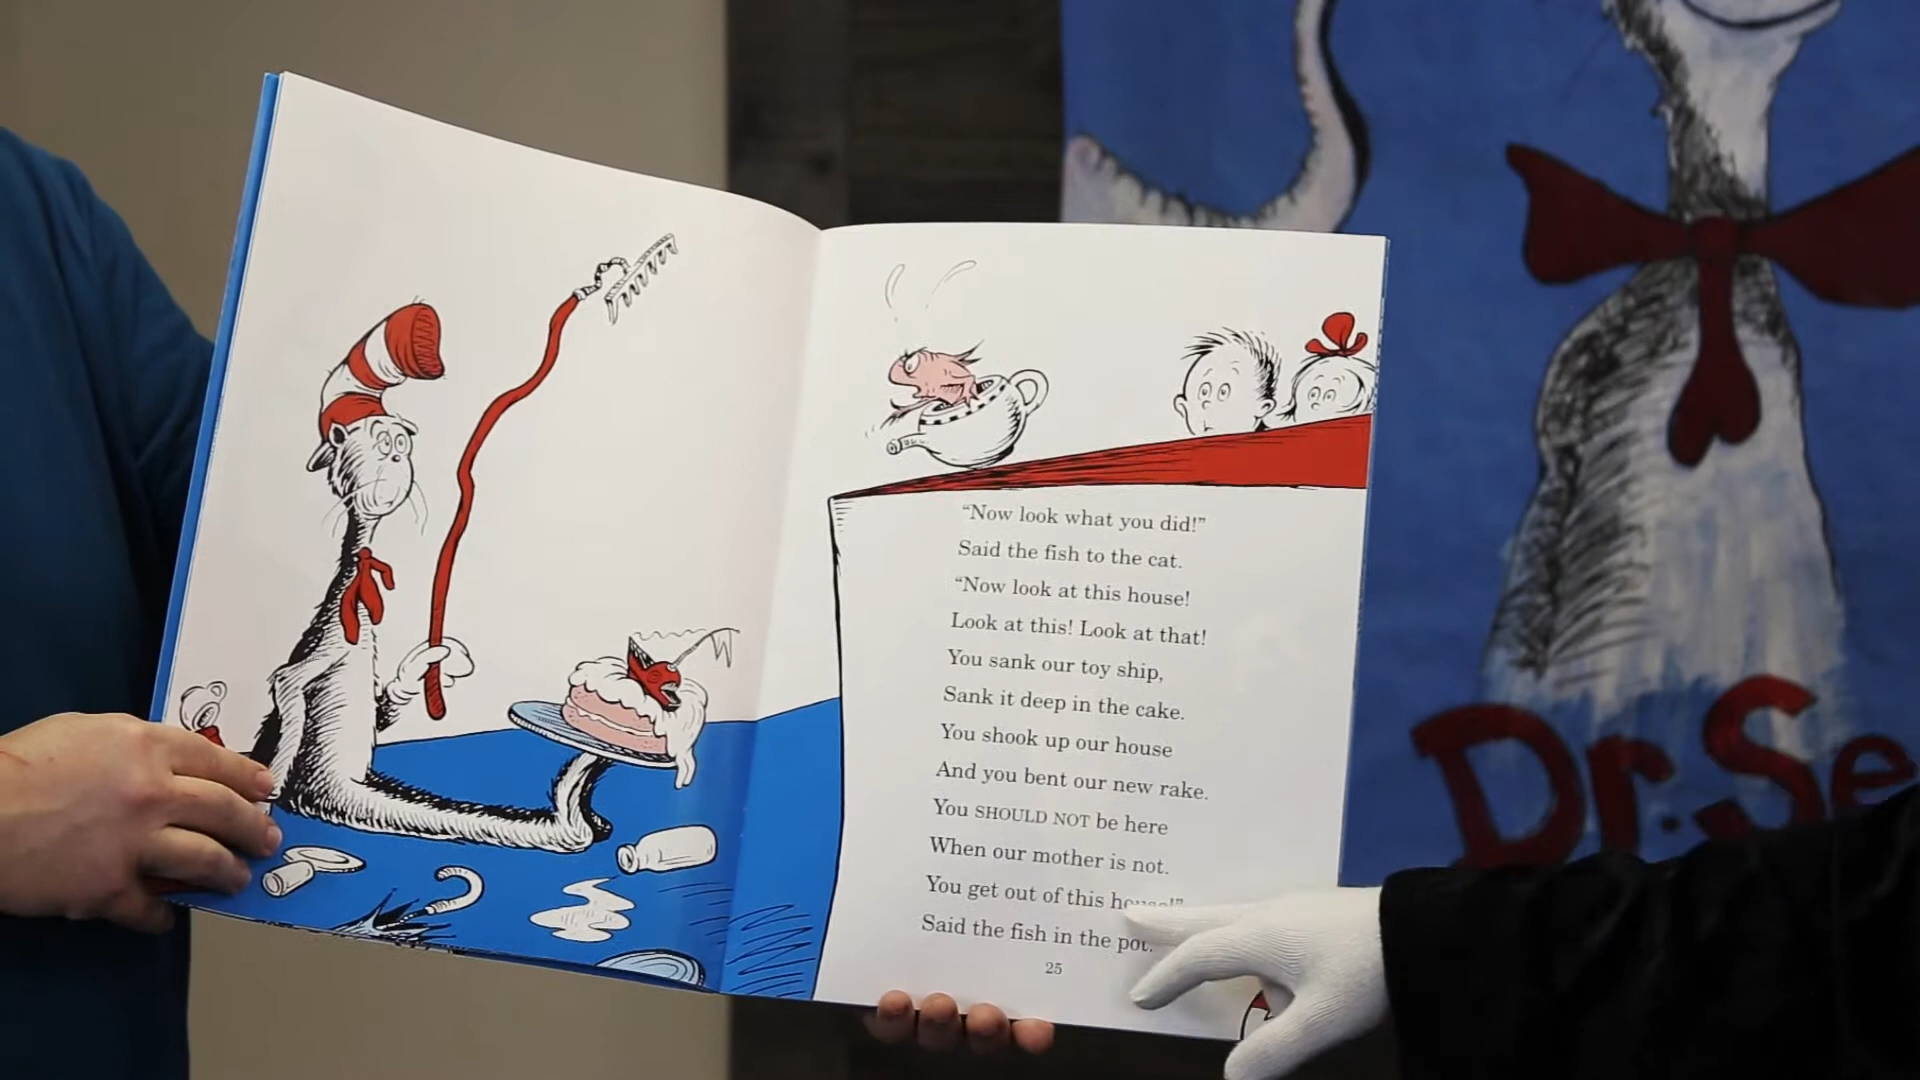 “Now look what you did!”
Said the fish to the cat.
“Now look at this house!
Look at this! Look at that!
You sank our toy ship,
Sank it deep in the cake.
You shook up our house
And you bent our new rake.
You SHOULD NOT be here
When our mother is not.
You get out of this house!”
Said the fish in the pot.
25
Dr. Se